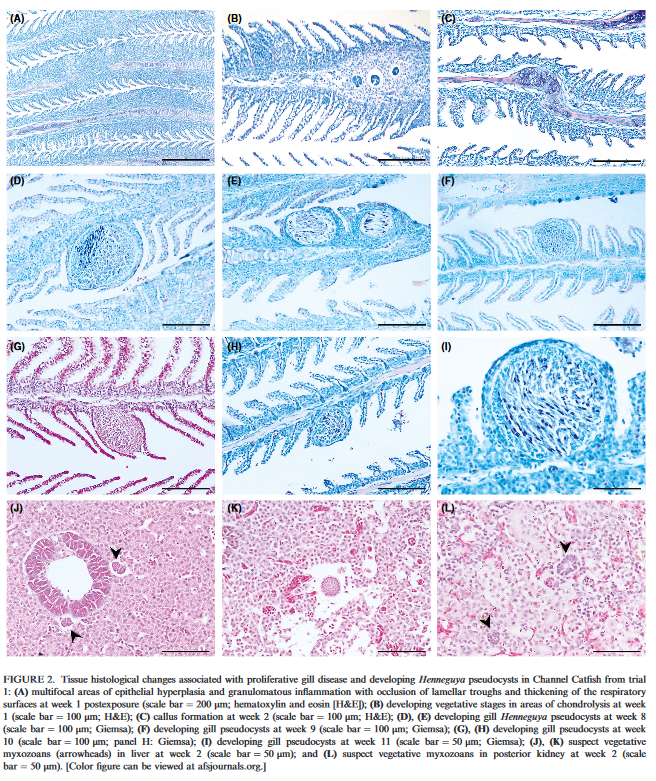 (A)
(B)
(C)
(D)
(E)
(F)
(G)
(H)
(I)
(J)
(K)
(L)
FIGURE 2. Tissue histological changes associated with proliferative gill disease and developing Henneguya pseudocysts in Channel Catfish from trial
1: (A) multifocal areas of epithelial hyperplasia and granulomatous inflammation with occlusion of lamellar troughs and thickening of the respiratory
surfaces at week 1 postexposure (scale bar = 200 μm; hematoxylin and eosin [H&E]); (B) developing vegetative stages in areas of chondrolysis at week
1 (scale bar = 100 μm; H&E); (C) callus formation at week 2 (scale bar = 100 μm; H&E); (D), (E) developing gill Henneguya pseudocysts at week 8
(scale bar = 100 μm; Giemsa); (F) developing gill pseudocysts at week 9 (scale bar = 100 μm; Giemsa); (G), (H) developing gill pseudocysts at week
10 (scale bar = 100 μm; panel H: Giemsa); (I) developing gill pseudocysts at week 11 (scale bar = 50 μm; Giemsa); (J), (K) suspect vegetative
myxozoans (arrowheads) in liver at week 2 (scale bar = 50 μm); and (L) suspect vegetative myxozoans in posterior kidney at week 2 (scale
bar = 50 μm). [Color figure can be viewed at afsjournals.org.]